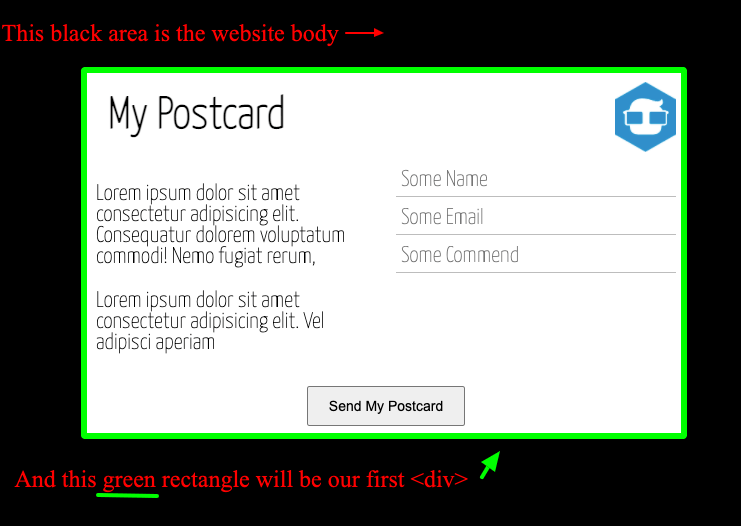 This black area is the website body
My Postcard
Lorem ipsum dolor sit amet
consectetur adipisicing elit.
Consequatur dolorem voluptatum
commodi! Nemo fugiat rerum,
Lorem ipsum dolor sit amet
consectetur adipisicing elit. Vel
adipisci aperiam
Some Name
Some Email
Some Commend
Send My Postcard
And this green rectangle will be our first <div>